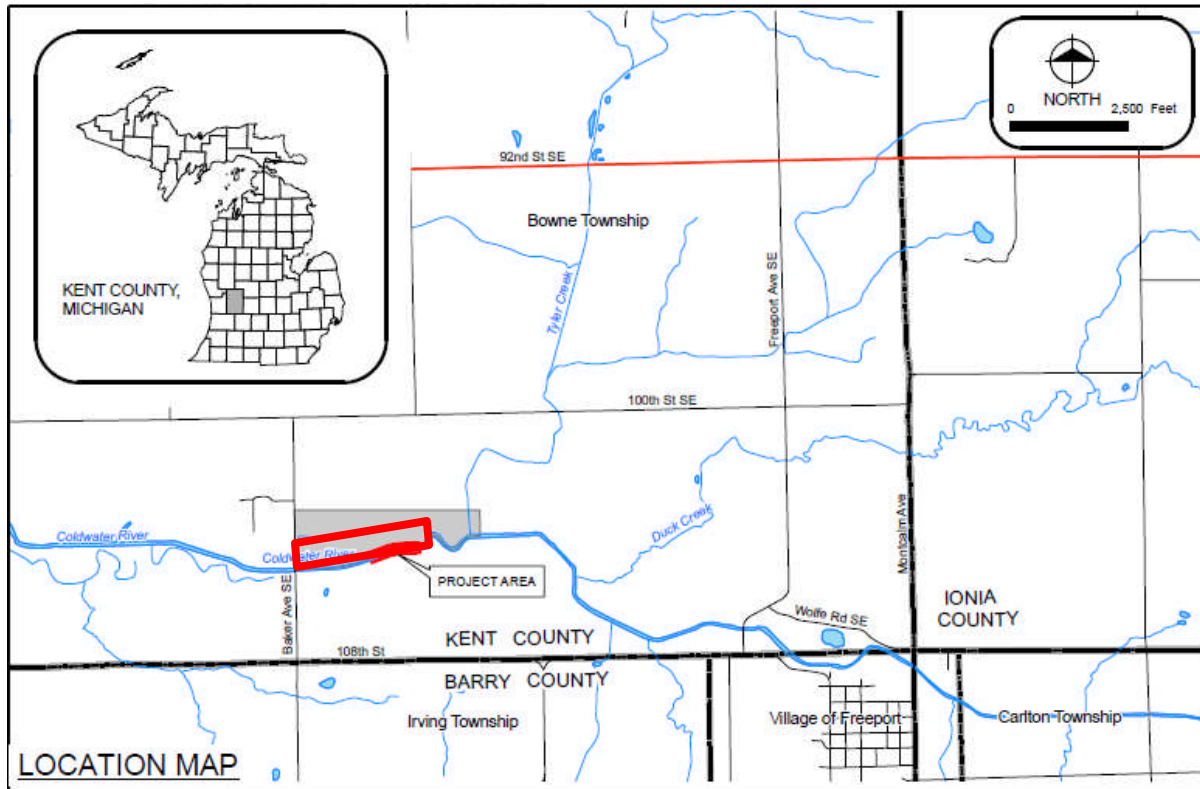 KENT COUNTY,
MICHIGAN
NORTH
0 2,500 Feet
92nd St SE
Bowne Township
Tyler Creek
Freeport Ave SE
100th St SE
Duck Creek
Montcalm Ave
Coldwater River
Coldwater River
PROJECT AREA
Baker Ave SE
Wolfe Rd SE
IONIA
COUNTY
KENT COUNTY
108th St
BARRY COUNTY
Irving Township
Village of Freeport
Carlton Township
LOCATION MAP